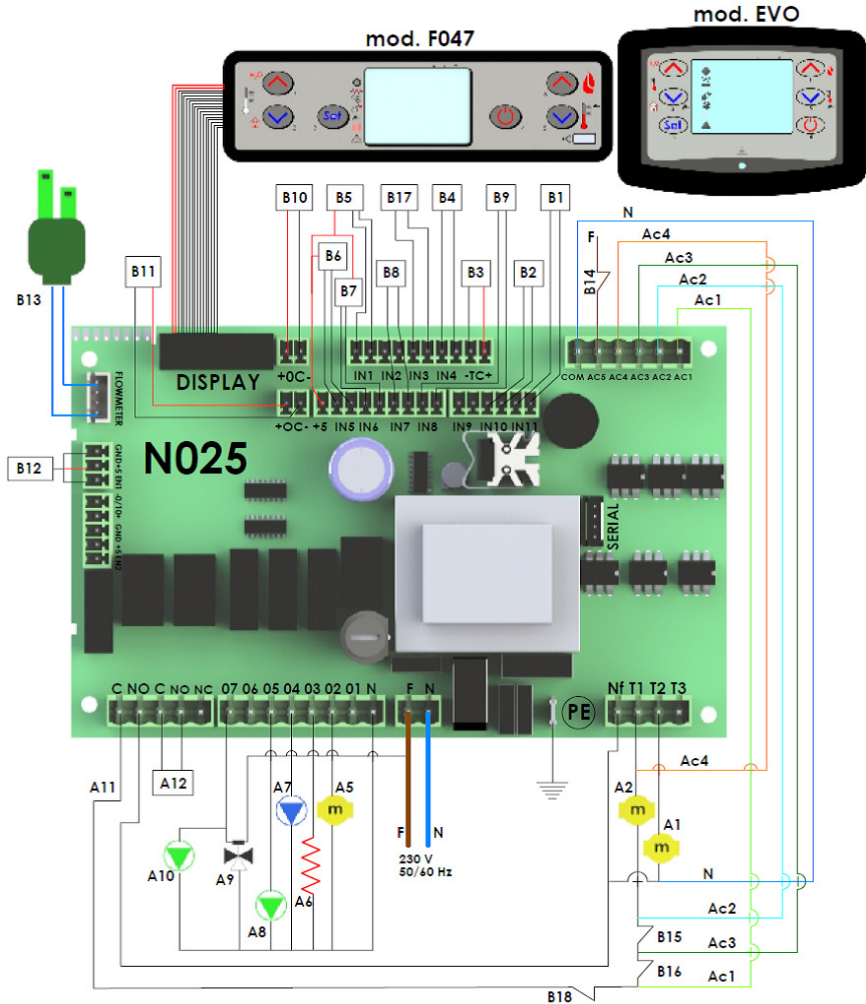 mod. F047
mod. EVO
Set
Set
B10
B5
B17
B4
B9
B1
N
F
Ac4
B6
B11
B8
B3
B2
Ac3
B7
B14
Ac2
B13
Ac1
DISPLAY
+0C-
IN1 IN2 IN3 IN4 -TC+
COM AC5 AC4 AC3 AC2 AC1
FLOWMETER
+OC- +5 IN5 IN6 IN7 IN8 IN9 IN10 IN11
N025
B12
GND+5 EN1 -0/10+ GND +5 EN2
SERIAL
C NO C NO NC 07 06 05 04 03 02 01 N F N
PE
Nf T1 T2 T3
A11
A12
A7
A5
A2
Ac4
m
m
A1
m
F N
230 V
50/60 Hz
A10
A9
A6
A8
N
Ac2
B15
Ac3
B16
Ac1
B18